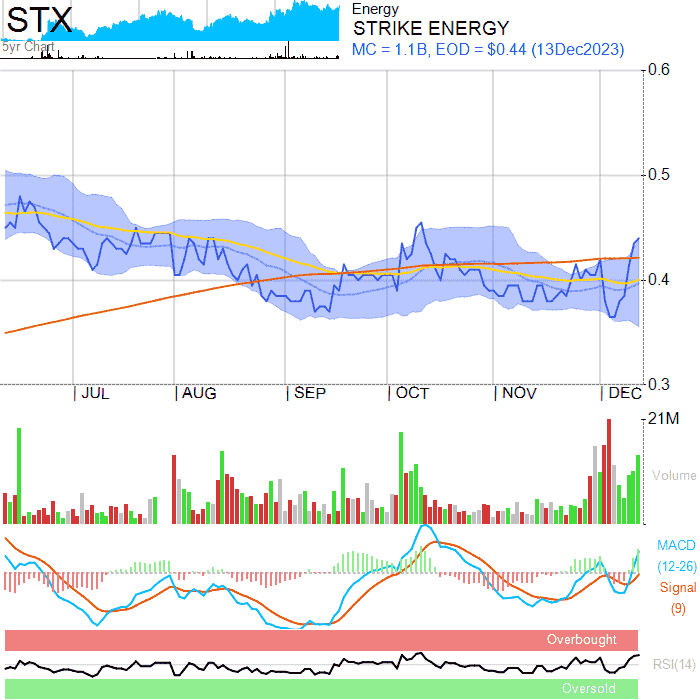 STX
5yr Chart
Energy
STRIKE ENERGY
MC = 1.1B, EOD = $0.44 (13Dec2023)
0.6
0.5
0.4
0.3
JUL
AUG
SEP
OCT
NOV
DEC
21M
Volume
MACD
(12-26)
Signal
(9)
Overbought
RSI(14)
Oversold